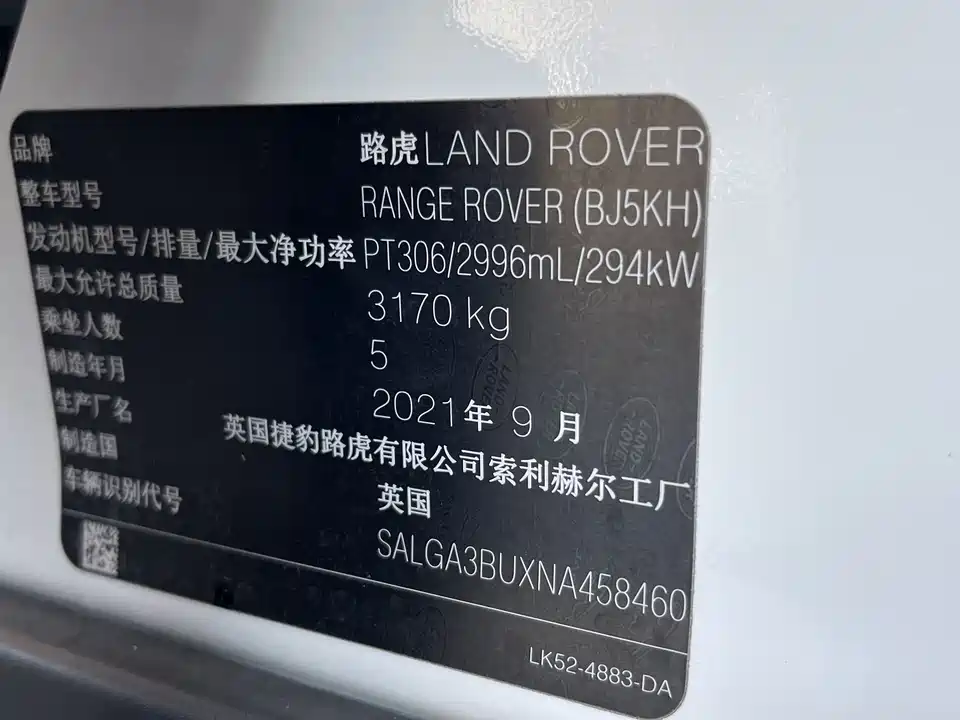 品牌 路虎LAND ROVER
整车型号 RANGE ROVER (BJ5KH)
发动机型号/排量/最大净功率 PT306/2996mL/294kW
最大允许总质量 3170 kg
乘坐人数 5
制造年月 2021年 9 月
生产厂名 英国捷豹路虎有限公司索利赫尔工厂
制造国 英国
车辆识别代号 SALGA3BUXNA458460
LK52-4883-DA